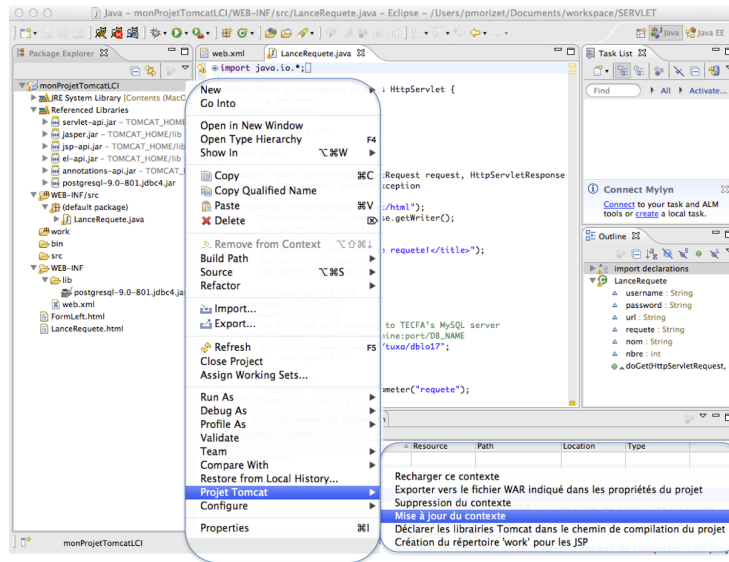 Java - monProjetTomcatLCI/WEB-INF/src/LanceRequete.java - Eclipse - /Users/pmorizet/Documents/workspace/SERVLET
Java
Java EE
Package Explorer
web.xml
LanceRequete.java
Task List
import java.io.*;
monProjetTomcatLCI
JRE System Library [Contents (MacO
Referenced Libraries
servlet-api.jar - TOMCAT_HOME
jasper.jar - TOMCAT_HOME/lib
jsp-api.jar - TOMCAT_HOME/lib
el-api.jar - TOMCAT_HOME/lib
annotations-api.jar - TOMCAT_
postgresql-9.0-801.jdbc4.jar
WEB-INF/src
(default package)
LanceRequete.java
work
bin
src
WEB-INF
lib
postgresql-9.0-801.jdbc4.ja
web.xml
FormLeft.html
LanceRequete.html
New
Go Into
Open in New Window
Open Type Hierarchy F4
Show In ⌥⌘W
Copy ⌘C
Copy Qualified Name
Paste ⌘V
Delete ⌦
Remove from Context ⌥⇧⌘↓
Build Path
Source ⌥⌘S
Refactor
Import...
Export...
Refresh F5
Close Project
Assign Working Sets...
Run As
Debug As
Profile As
Validate
Team
Compare With
Restore from Local History...
Projet Tomcat
Configure
Properties ⌘I
HttpServlet {
tRequest request, HttpServletResponse
xception
t/html");
se.getWriter();
e requete!</title>");
to TECFA's MySQL server
ine:port/DB_NAME
/tuxa/dblo17";
ameter("requete");
Find
All
Activate...
Connect Mylyn
Connect to your task and ALM
tools or create a local task.
Outline
import declarations
LanceRequete
username : String
password : String
url : String
requete : String
nom : String
nbre : int
doGet(HttpServletRequest,
Resource Path Location Type
Recharger ce contexte
Exporter vers le fichier WAR indiqué dans les propriétés du projet
Suppression du contexte
Mise à jour du contexte
Déclarer les librairies Tomcat dans le chemin de compilation du projet
Création du répertoire 'work' pour les JSP
monProjetTomcatLCI